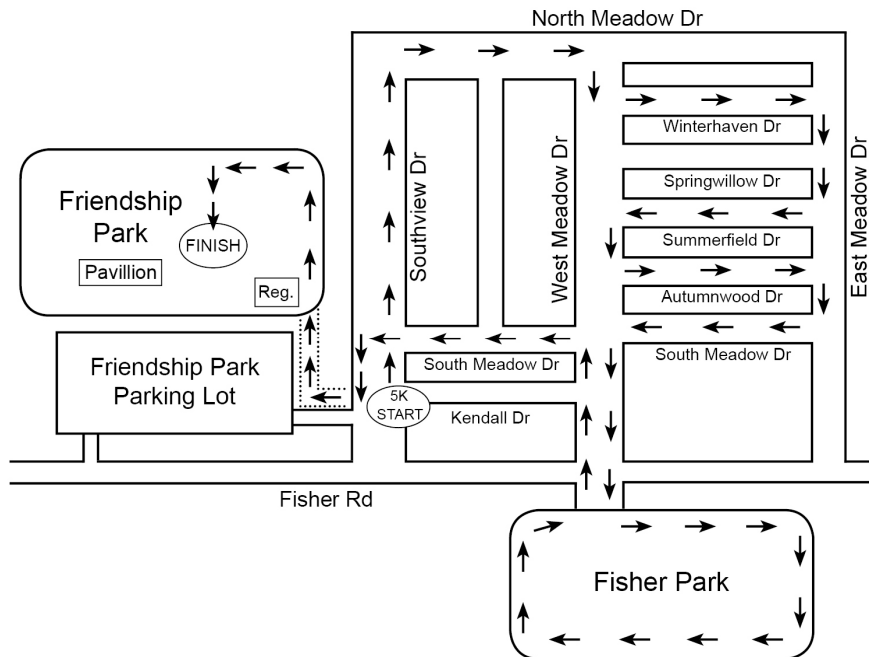 North Meadow Dr
Winterhaven Dr
Springwillow Dr
Summerfield Dr
Autumnwood Dr
South Meadow Dr
East Meadow Dr
West Meadow Dr
Southview Dr
Friendship
Park
FINISH
Pavillion
Reg.
Friendship Park
Parking Lot
South Meadow Dr
5K
START
Kendall Dr
Fisher Rd
Fisher Park